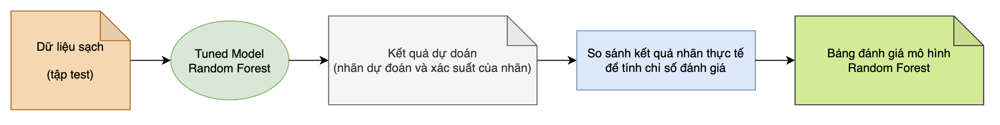 Dữ liệu sạch
(tập test)
Tuned Model
Random Forest
Kết quả dự doán
(nhãn dự đoán và xác suất của nhãn)
So sánh kết quả nhãn thực tế
để tính chỉ số đánh giá
Bảng đánh giá mô hình
Random Forest